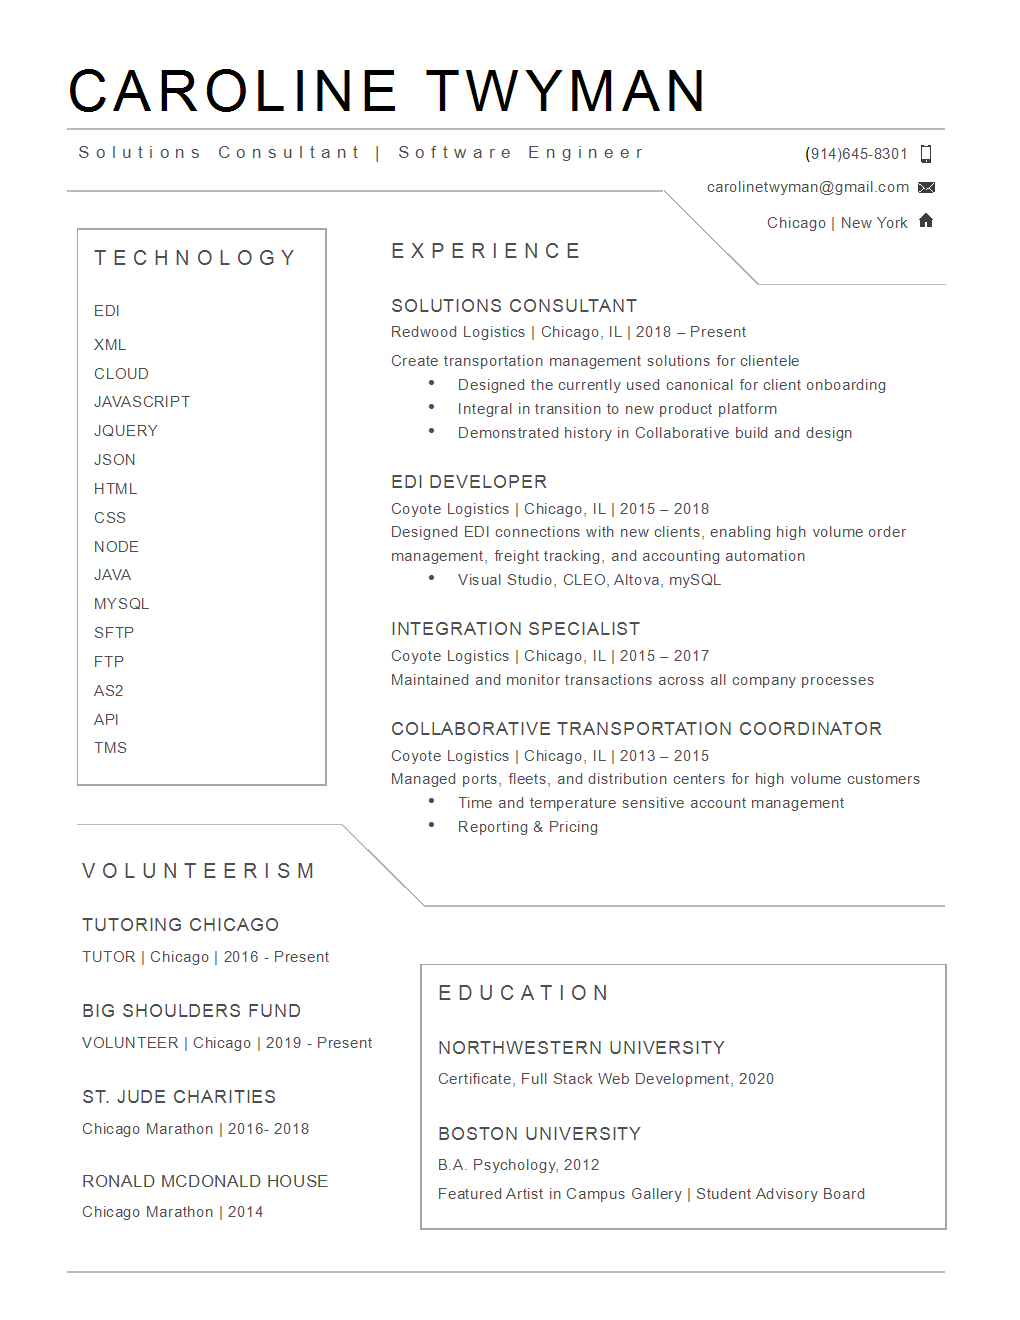 CAROLINE TWYMAN
Solutions Consultant | Software Engineer
(914)645-8301
carolinetwyman@gmail.com
Chicago | New York
TECHNOLOGY
EDI
XML
CLOUD
JAVASCRIPT
JQUERY
JSON
HTML
CSS
NODE
JAVA
MYSQL
SFTP
FTP
AS2
API
TMS
EXPERIENCE
SOLUTIONS CONSULTANT
Redwood Logistics | Chicago, IL | 2018 – Present
Create transportation management solutions for clientele
• Designed the currently used canonical for client onboarding
• Integral in transition to new product platform
• Demonstrated history in Collaborative build and design
EDI DEVELOPER
Coyote Logistics | Chicago, IL | 2015 – 2018
Designed EDI connections with new clients, enabling high volume order
management, freight tracking, and accounting automation
• Visual Studio, CLEO, Altova, mySQL
INTEGRATION SPECIALIST
Coyote Logistics | Chicago, IL | 2015 – 2017
Maintained and monitor transactions across all company processes
COLLABORATIVE TRANSPORTATION COORDINATOR
Coyote Logistics | Chicago, IL | 2013 – 2015
Managed ports, fleets, and distribution centers for high volume customers
• Time and temperature sensitive account management
• Reporting & Pricing
VOLUNTEERISM
TUTORING CHICAGO
TUTOR | Chicago | 2016 - Present
BIG SHOULDERS FUND
VOLUNTEER | Chicago | 2019 - Present
ST. JUDE CHARITIES
Chicago Marathon | 2016- 2018
RONALD MCDONALD HOUSE
Chicago Marathon | 2014
EDUCATION
NORTHWESTERN UNIVERSITY
Certificate, Full Stack Web Development, 2020
BOSTON UNIVERSITY
B.A. Psychology, 2012
Featured Artist in Campus Gallery | Student Advisory Board